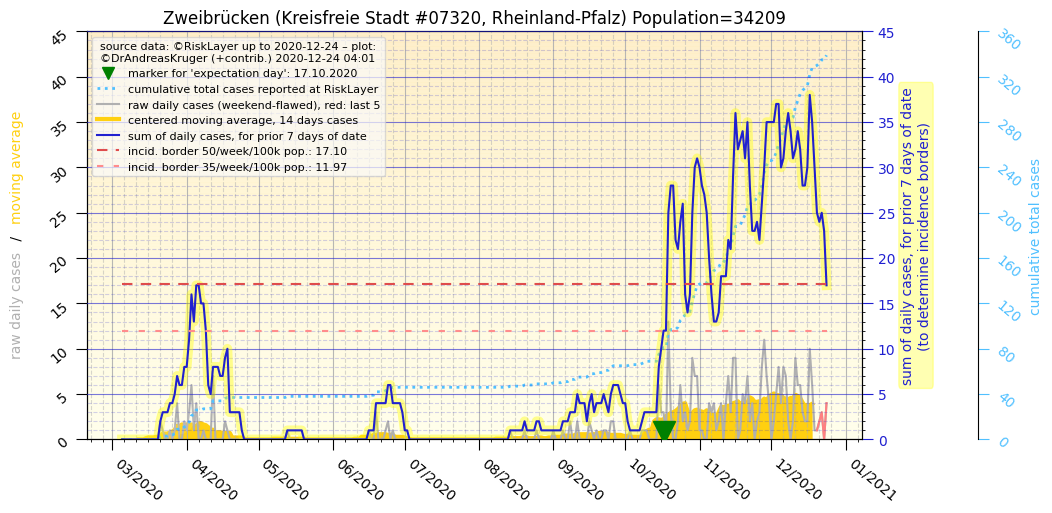 Zweibrücken (Kreisfreie Stadt #07320, Rheinland-Pfalz) Population=34209
source data: ©RiskLayer up to 2020-12-24 – plot:
©DrAndreasKruger (+contrib.) 2020-12-24 04:01
marker for 'expectation day': 17.10.2020
cumulative total cases reported at RiskLayer
raw daily cases (weekend-flawed), red: last 5
centered moving average, 14 days cases
sum of daily cases, for prior 7 days of date
incid. border 50/week/100k pop.: 17.10
incid. border 35/week/100k pop.: 11.97
raw daily cases / moving average
45
40
35
30
25
20
15
10
5
0
03/2020
04/2020
05/2020
06/2020
07/2020
08/2020
09/2020
10/2020
11/2020
12/2020
01/2021
45
40
35
30
25
20
15
10
5
0
sum of daily cases, for prior 7 days of date
(to determine incidence borders)
360
320
280
240
200
160
120
80
40
0
cumulative total cases